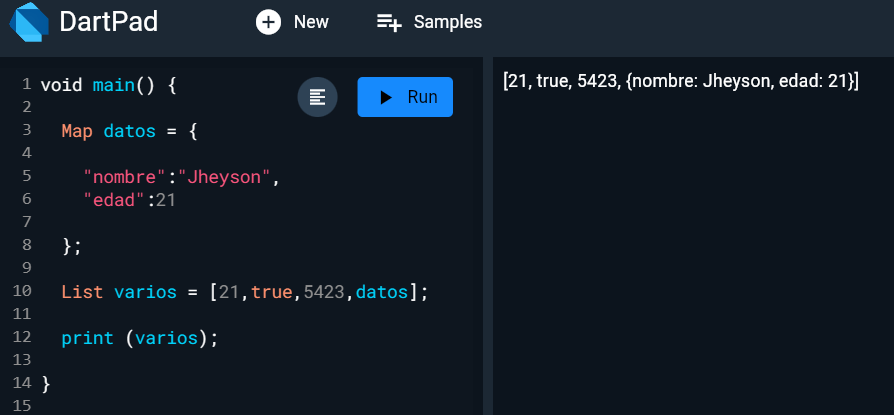 DartPad
New
Samples
1 void main() {
Run
2
3 Map datos = {
4
5 "nombre":"Jheyson",
6 "edad":21
7
8 };
9
10 List varios = [21,true,5423,datos];
11
12 print (varios);
13
14 }
15
[21, true, 5423, {nombre: Jheyson, edad: 21}]